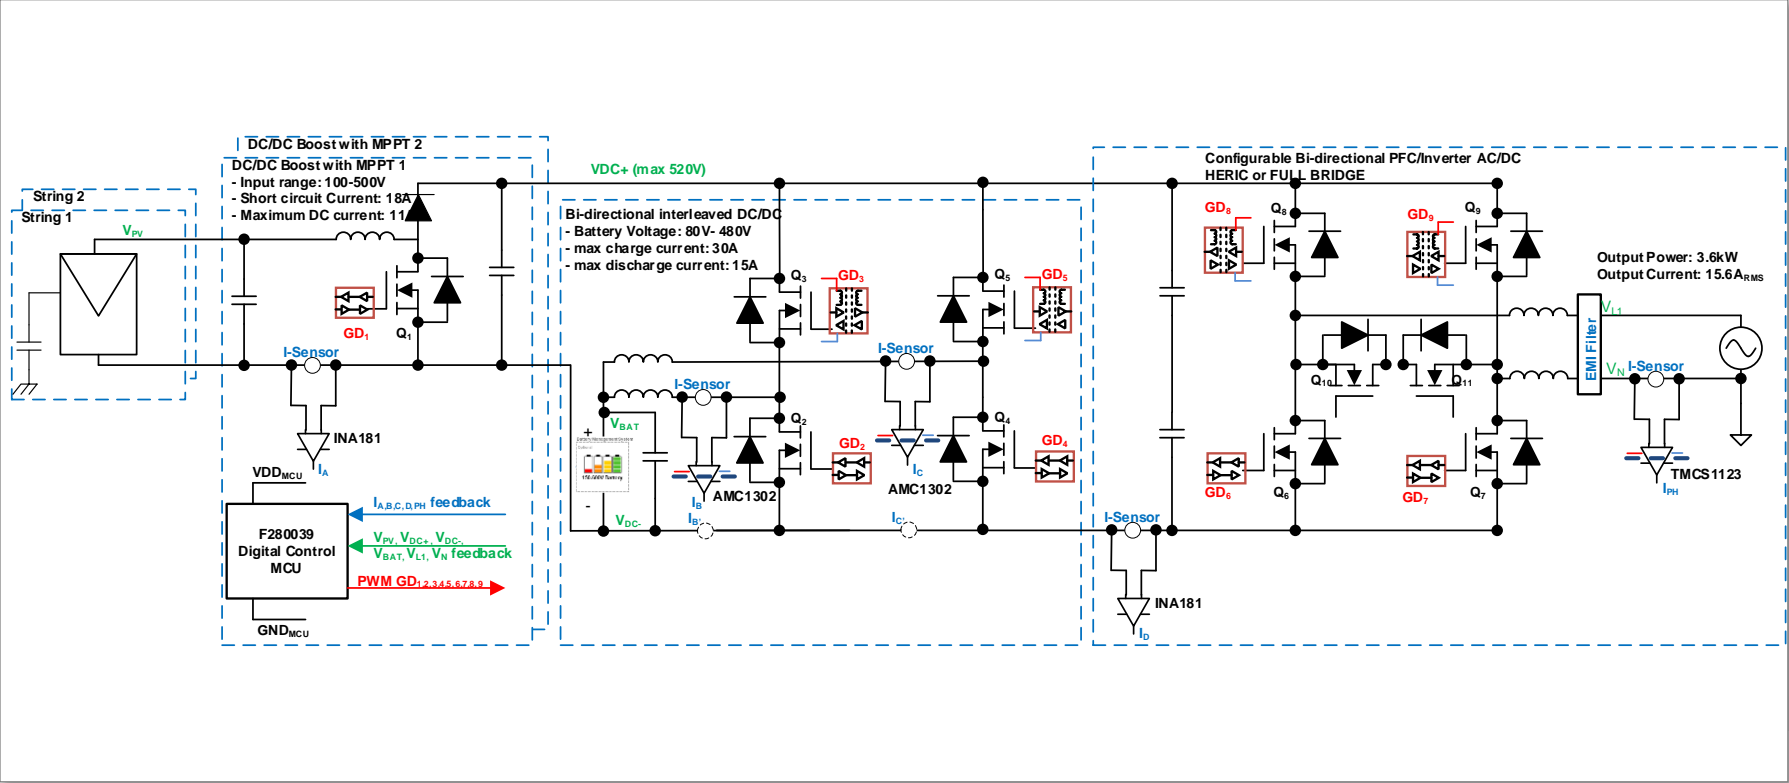 DC/DC Boost with MPPT 2
DC/DC Boost with MPPT 1
- Input range: 100-500V
- Short circuit Current: 18A
- Maximum DC current: 11
String 2
String 1
VPV
GD1
Q1
I-Sensor
INA181
IA
VDDMCU
F280039
Digital Control
MCU
GNDMCU
IA,B,C,D,PH feedback
VPV, VDC+, VDC-,
VBAT, VL1, VN feedback
PWM GD1,2,3,4,5,6,7,8,9
VDC+ (max 520V)
Bi-directional interleaved DC/DC
- Battery Voltage: 80V- 480V
- max charge current: 30A
- max discharge current: 15A
Q3
GD3
Q5
GD5
I-Sensor
I-Sensor
+
VBAT
Battery Management System
-
VDC-
Q2
GD2
Q4
GD4
AMC1302
IB
IB'
AMC1302
IC
IC'
Configurable Bi-directional PFC/Inverter AC/DC
HERIC or FULL BRIDGE
GD8
Q8
GD9
Q9
Output Power: 3.6kW
Output Current: 15.6ARMS
Q10
Q11
EMI Filter
VL1
VN
I-Sensor
GD6
Q6
GD7
Q7
TMCS1123
IPH
I-Sensor
INA181
ID